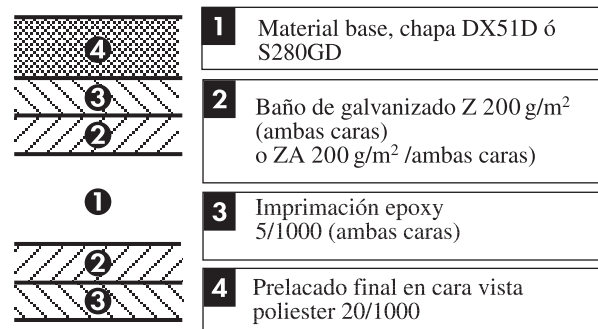 4
3
2
1
2
3
1 Material base, chapa DX51D ó
S280GD
2 Baño de galvanizado Z 200 g/m²
(ambas caras)
o ZA 200 g/m² /ambas caras)
3 Imprimación epoxy
5/1000 (ambas caras)
4 Prelacado final en cara vista
poliester 20/1000